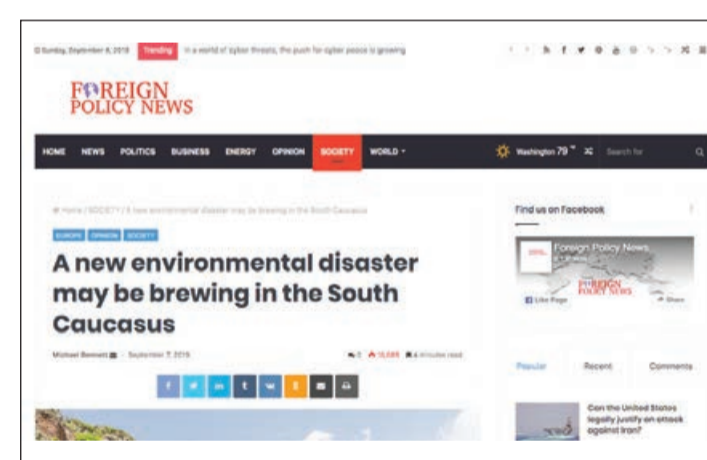 Sunday, September 8, 2019 Trending In a world of cyber threats, the push for cyber peace is growing
FOREIGN
POLICY NEWS
HOME NEWS POLITICS BUSINESS ENERGY OPINION SOCIETY WORLD
Washington 79 Search for
Home / SOCIETY / A new environmental disaster may be brewing in the South Caucasus
EUROPE OPINION SOCIETY
A new environmental disaster
may be brewing in the South
Caucasus
Michael Bennett September 7, 2019 0 4 minutes read
Find us on Facebook
Foreign Policy News
FOREIGN
POLICY NEWS
Like Page Share
Popular Recent Comments
Can the United States
legally justify an attack
against Iran?